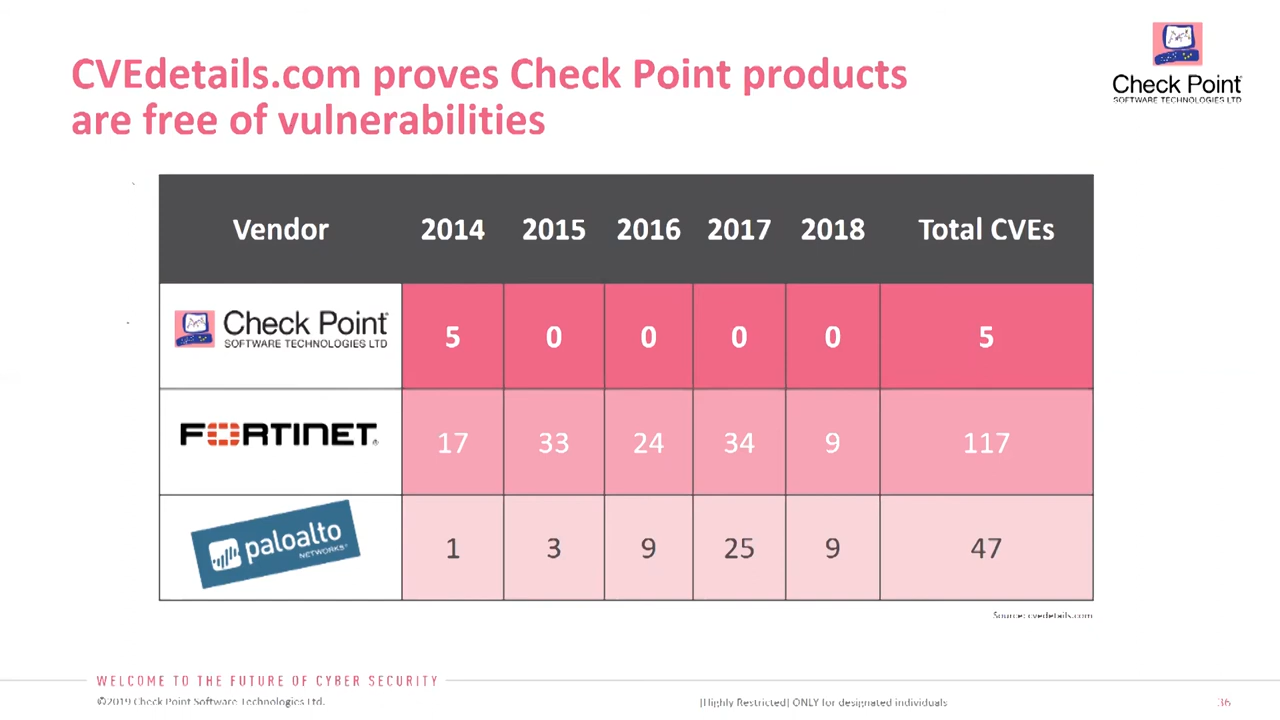 CVEdetails.com proves Check Point products
are free of vulnerabilities
Check Point
SOFTWARE TECHNOLOGIES LTD
Vendor 2014 2015 2016 2017 2018 Total CVEs
Check Point
SOFTWARE TECHNOLOGIES LTD
5 0 0 0 0 5
FORTINET®
17 33 24 34 9 117
paloalto
NETWORKS
1 3 9 25 9 47
Source: cvedetails.com
WELCOME TO THE FUTURE OF CYBER SECURITY
©2019 Check Point Software Technologies Ltd.
[Highly Restricted] ONLY for designated individuals
36